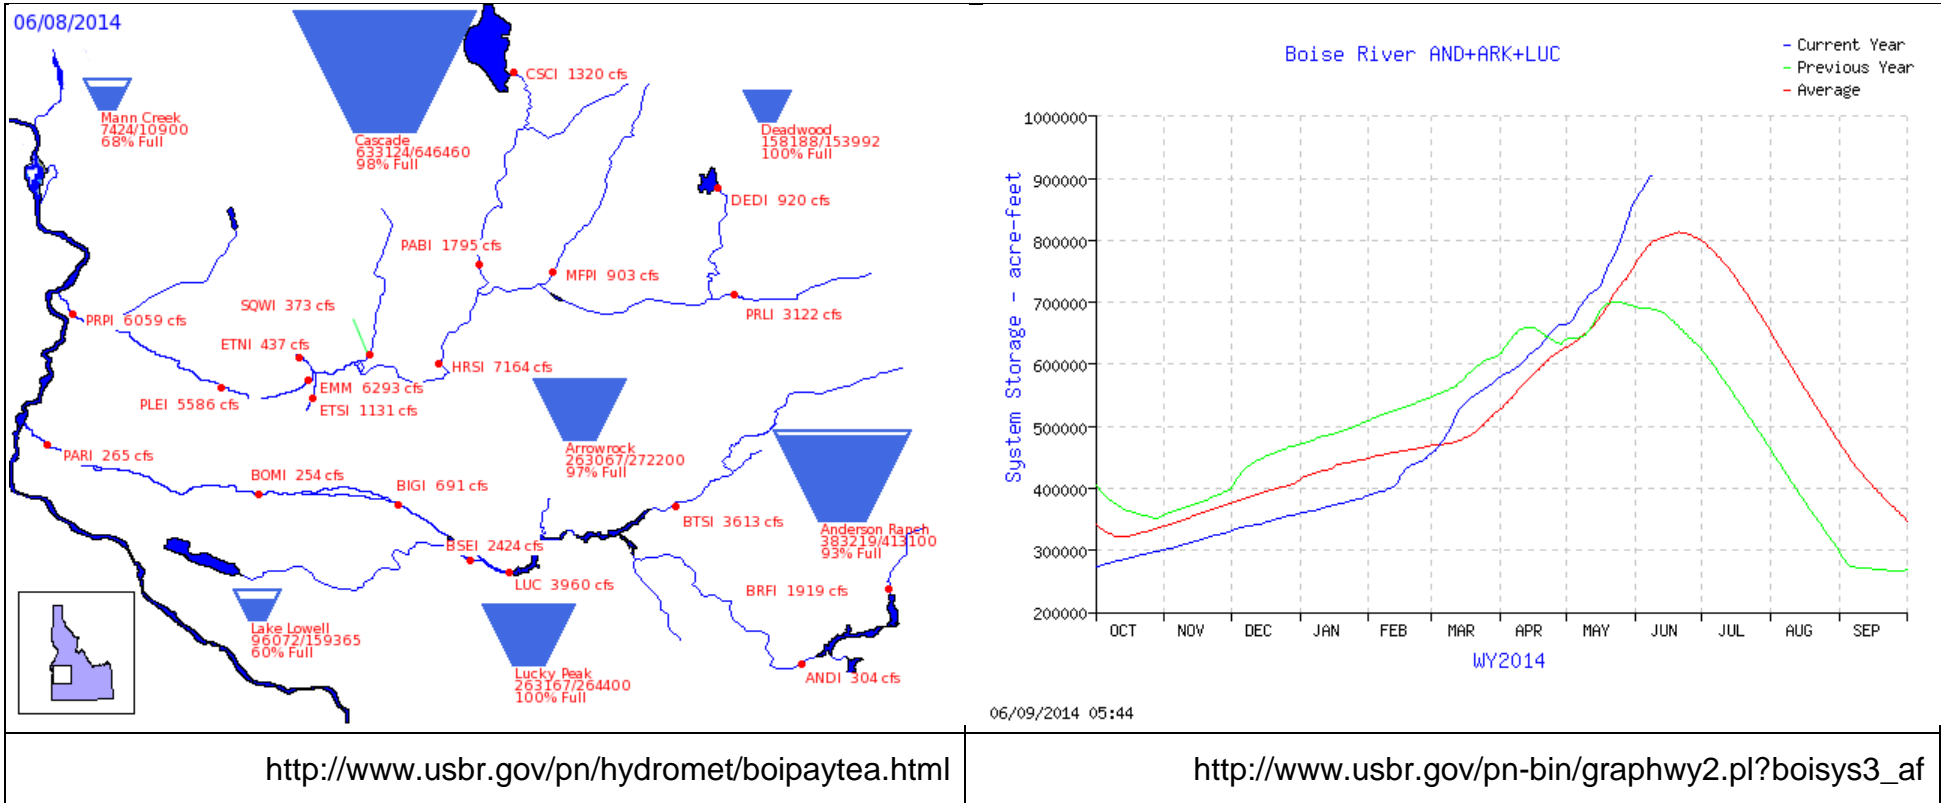 06/08/2014
Mann Creek
7424/10900
68% Full
Cascade
633124/646460
98% Full
CSCI 1320 cfs
Deadwood
158188/153992
100% Full
DEDI 920 cfs
PABI 1795 cfs
MFPI 903 cfs
SQWI 373 cfs
PRPI 6059 cfs
PRLI 3122 cfs
ETNI 437 cfs
HRSI 7164 cfs
EMM 6293 cfs
PLEI 5586 cfs
ETSI 1131 cfs
Arrowrock
263067/272200
97% Full
PARI 265 cfs
BOMI 254 cfs
BIGI 691 cfs
BTSI 3613 cfs
Anderson Ranch
383219/413100
93% Full
BSEI 2424 cfs
LUC 3960 cfs
BRFI 1919 cfs
Lake Lowell
96072/159365
60% Full
Lucky Peak
263167/264400
100% Full
ANDI 304 cfs
http://www.usbr.gov/pn/hydromet/boipaytea.html
Boise River AND+ARK+LUC
Current Year
Previous Year
Average
System Storage - acre-feet
1000000
900000
800000
700000
600000
500000
400000
300000
200000
OCT NOV DEC JAN FEB MAR APR MAY JUN JUL AUG SEP
WY2014
06/09/2014 05:44
http://www.usbr.gov/pn-bin/graphwy2.pl?boisys3_af